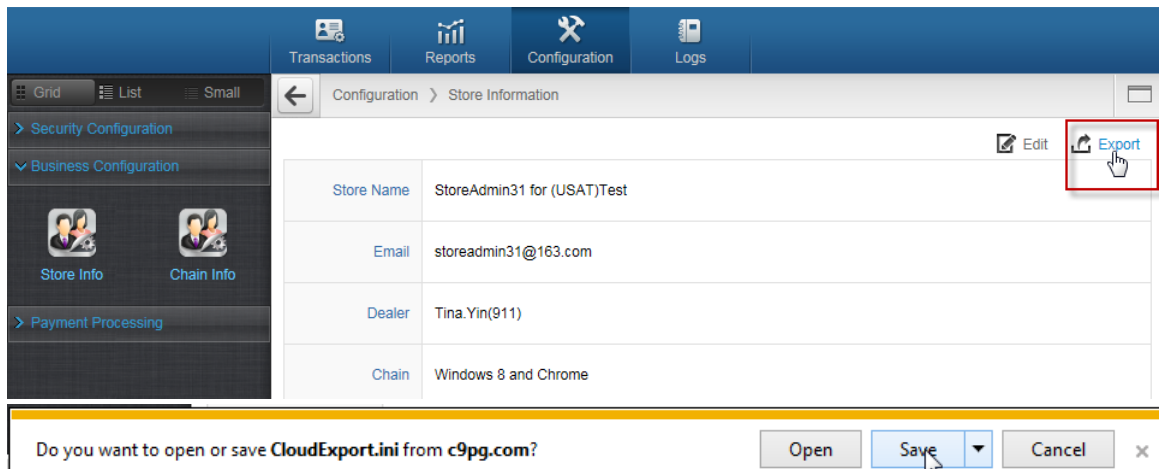 Transactions Reports Configuration Logs
Grid List Small
Configuration > Store Information
> Security Configuration
Edit Export
Business Configuration
Store Name StoreAdmin31 for (USAT)Test
Email storeadmin31@163.com
Store Info Chain Info
Dealer Tina.Yin(911)
> Payment Processing
Chain Windows 8 and Chrome
Do you want to open or save CloudExport.ini from c9pg.com? Open Save Cancel ×